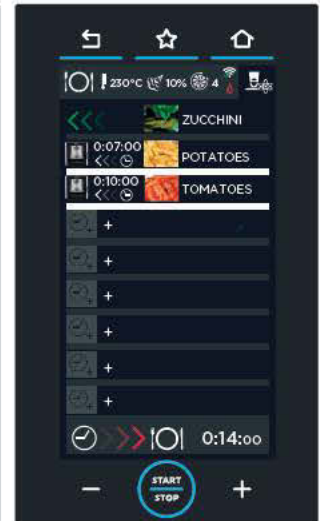 230°C 10% 4
ZUCCHINI
0:07:00 POTATOES
0:10:00 TOMATOES
+
+
+
+
+
+
0:14:00
− START +
STOP